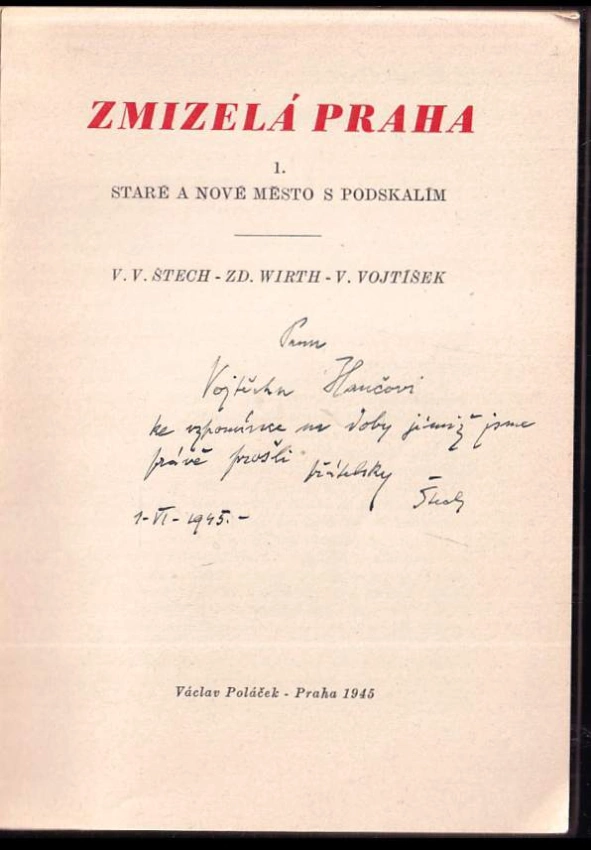 ZMIZELÁ PRAHA
1.
STARÉ A NOVÉ MĚSTO S PODSKALÍM
V. V. ŠTECH - ZD. WIRTH - V. VOJTÍŠEK
Panu
Vojtěchu Hančovi
ke vzpomínce na doby jimiž jsme
právě prošli přátelsky
Štech
1-VI-1945.-
Václav Poláček - Praha 1945